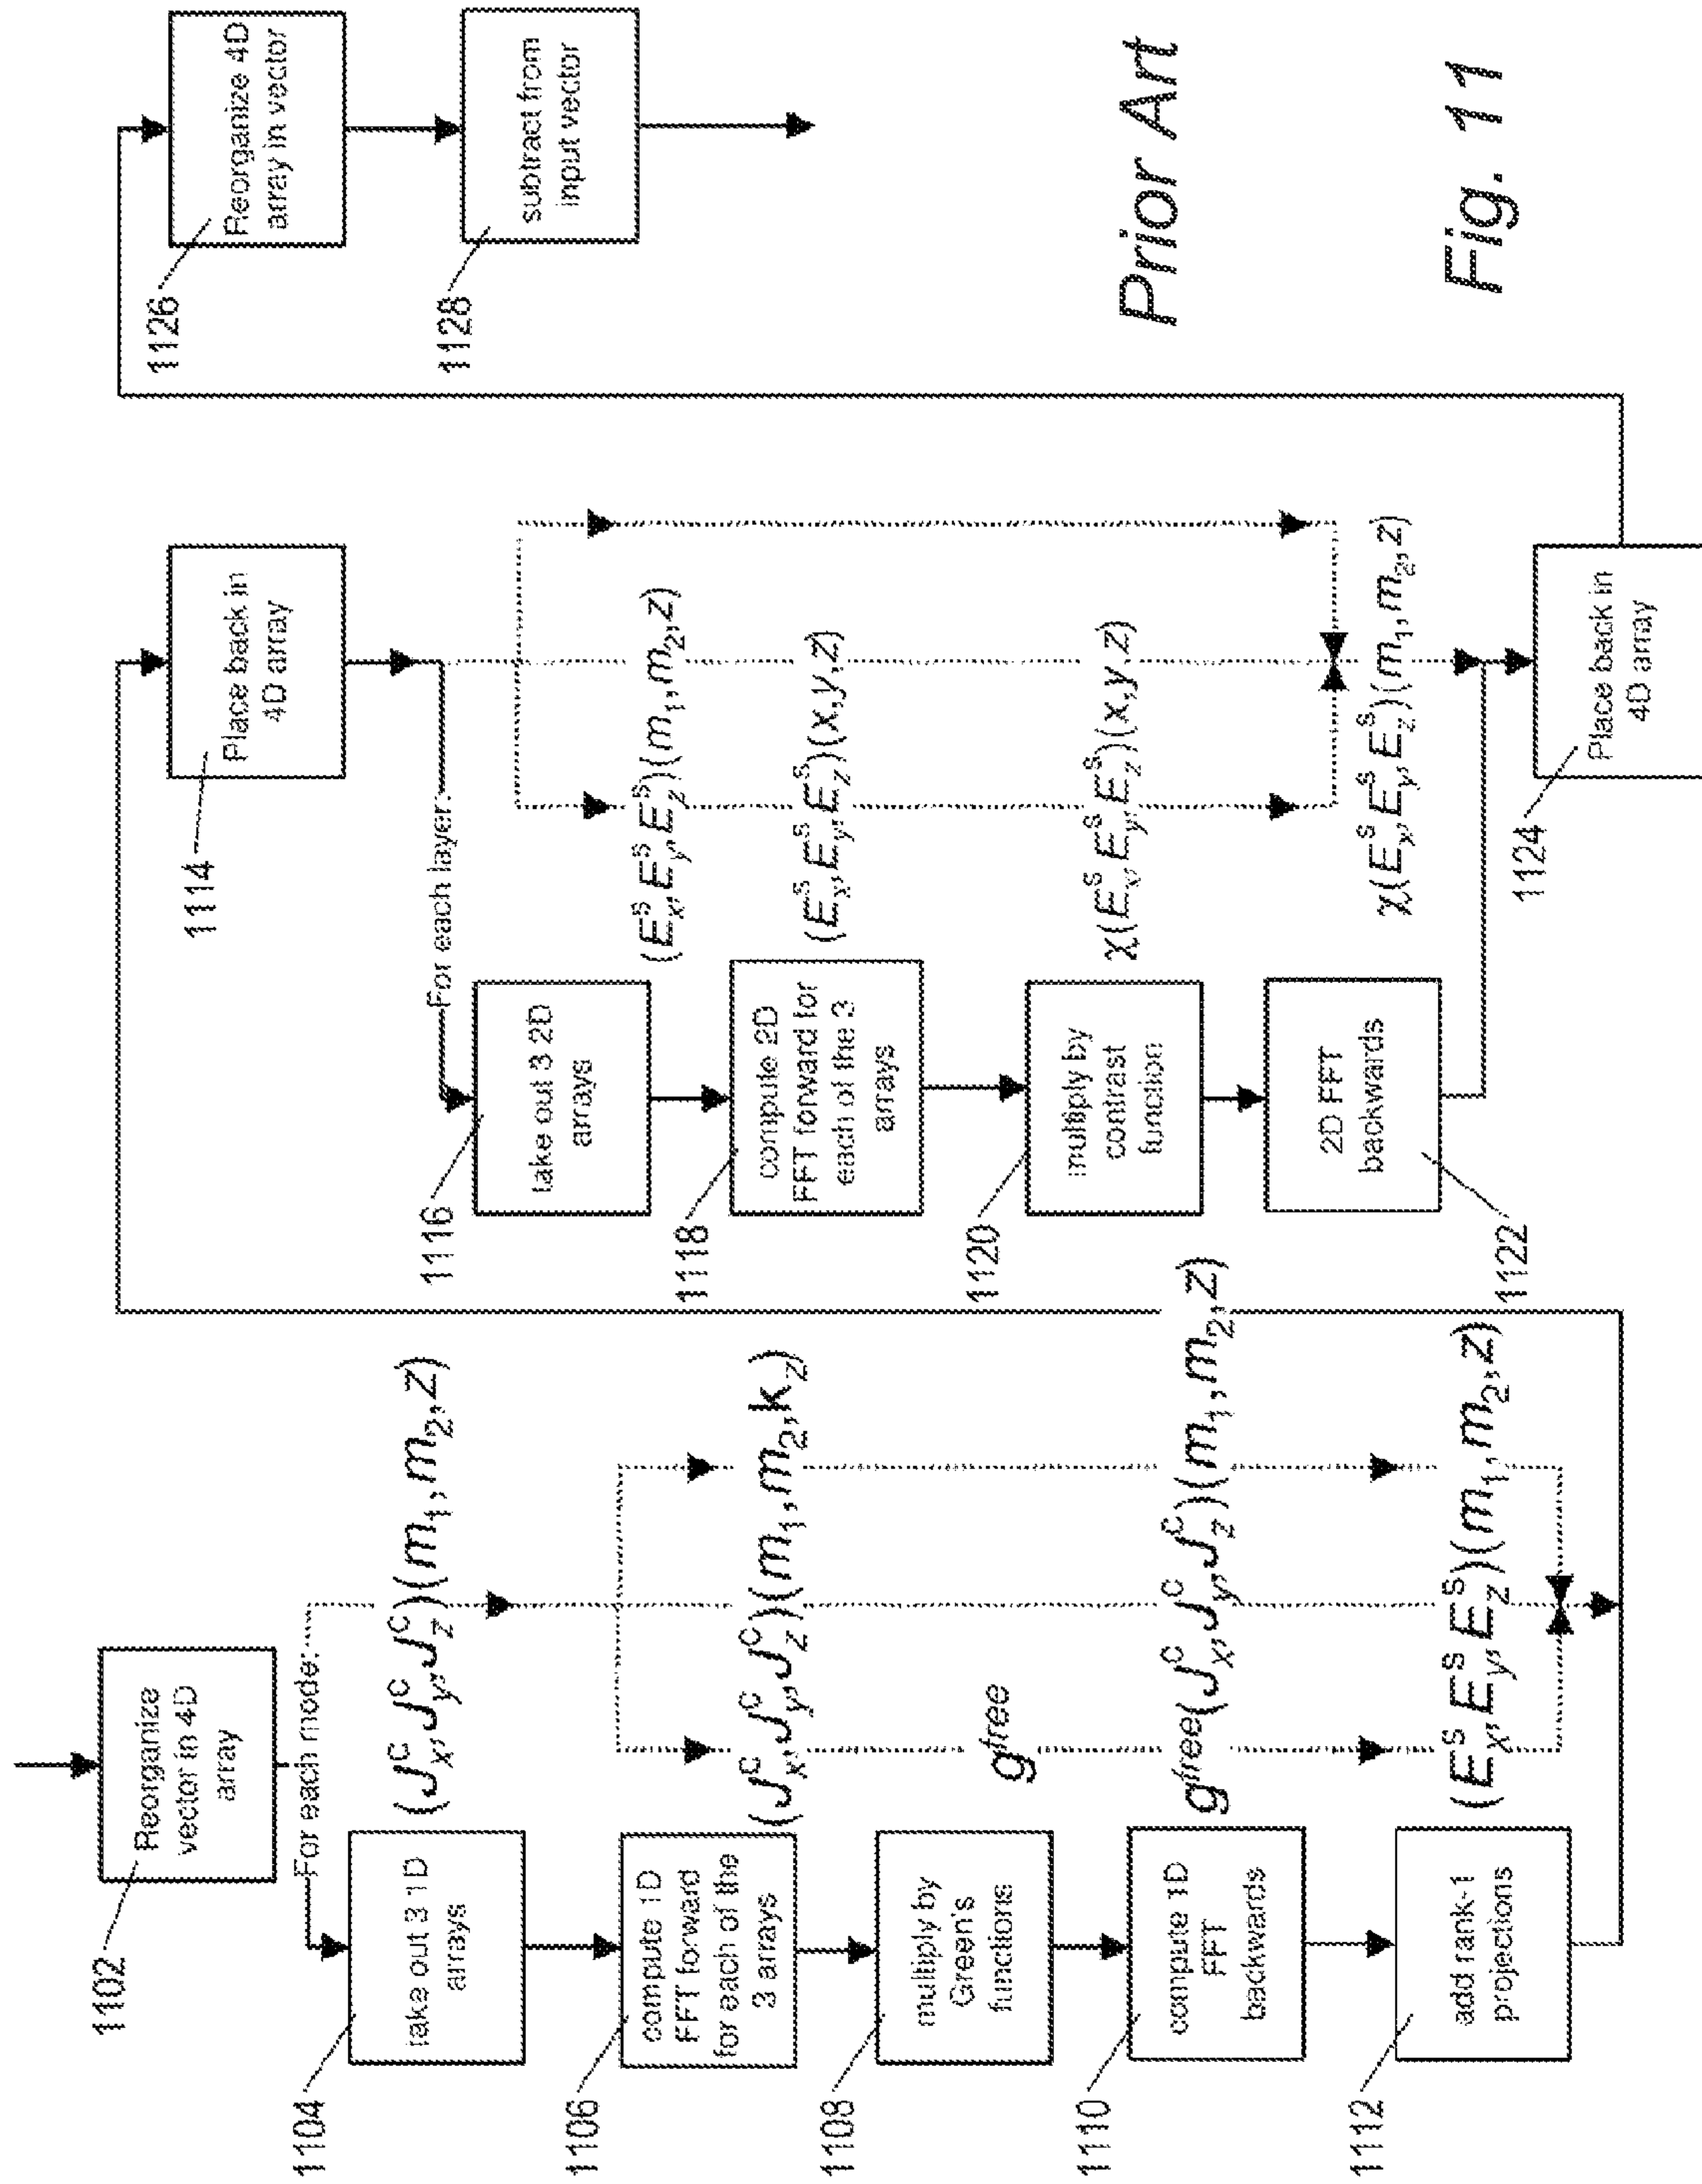 1102
Reorganize
vector in 4D
array
For each mode:
1104
take out 3 1D
arrays
(J_x^C, J_y^C, J_z^C)(m_1, m_2, z)
1106
compute 1D
FFT forward
for each of the
3 arrays
(J_x^C, J_y^C, J_z^C)(m_1, m_2, k_z)
1108
multiply by
Green's
functions
g^free
1110
compute 1D
FFT
backwards
g^free(J_x^C, J_y^C, J_z^C)(m_1, m_2, z)
1112
add rank-1
projections
(E_x^S, E_y^S, E_z^S)(m_1, m_2, z)
1114
Place back in
4D array
For each layer:
1116
take out 3 2D
arrays
(E_x^S, E_y^S, E_z^S)(m_1, m_2, z)
1118
compute 2D
FFT forward for
each of the 3
arrays
(E_x^S, E_y^S, E_z^S)(x, y, z)
1120
multiply by
contrast
function
χ(E_x^S, E_y^S, E_z^S)(x, y, z)
1122
2D FFT
backwards
χ(E_x^S, E_y^S, E_z^S)(m_1, m_2, z)
1124
Place back in
4D array
1126
Reorganize 4D
array in vector
1128
subtract from
input vector
Prior Art
Fig. 11